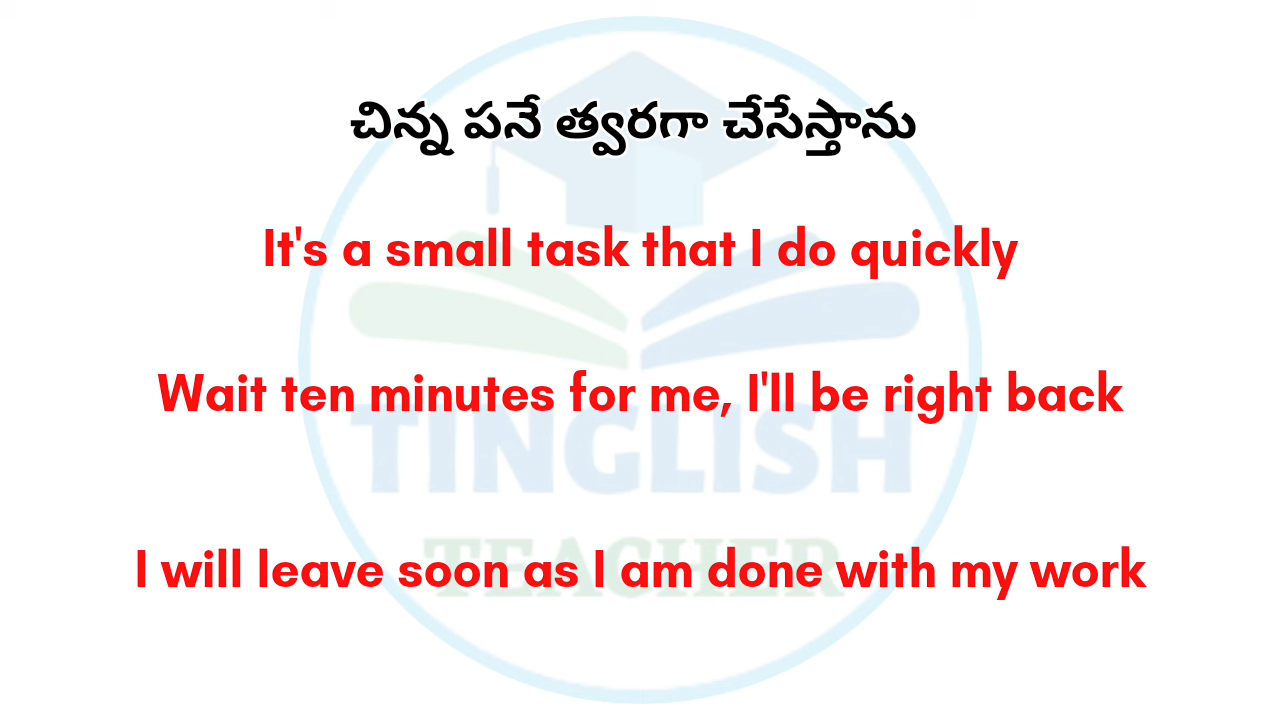 చిన్న పనే త్వరగా చేసేస్తాను
It's a small task that I do quickly
Wait ten minutes for me, I'll be right back
TINGLISH
TEACHER
I will leave soon as I am done with my work